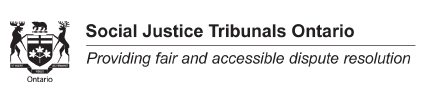 Social Justice Tribunals Ontario
Providing fair and accessible dispute resolution
Ontario